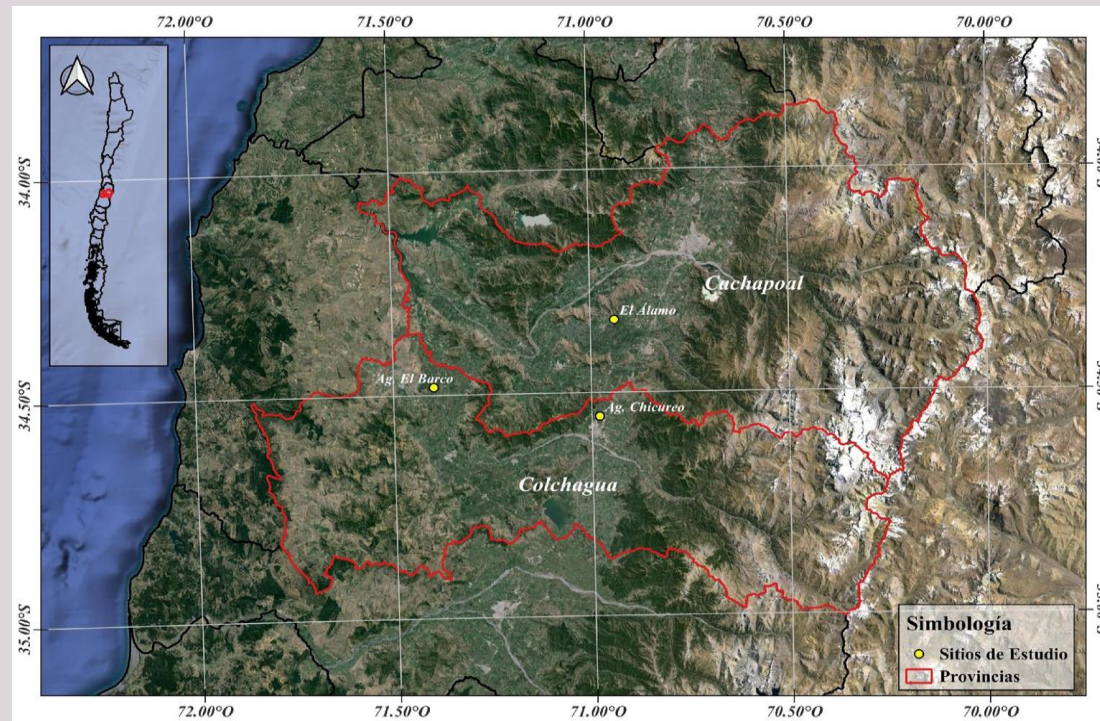 72.00°O 71.50°O 71.00°O 70.50°O 70.00°O
34.00°S
Cachapoal
El Álamo
Ag. El Barco
Ag. Chicureo
34.50°S
Colchagua
35.00°S
Simbología
Sitios de Estudio
Provincias
72.00°O 71.50°O 71.00°O 70.50°O 70.00°O